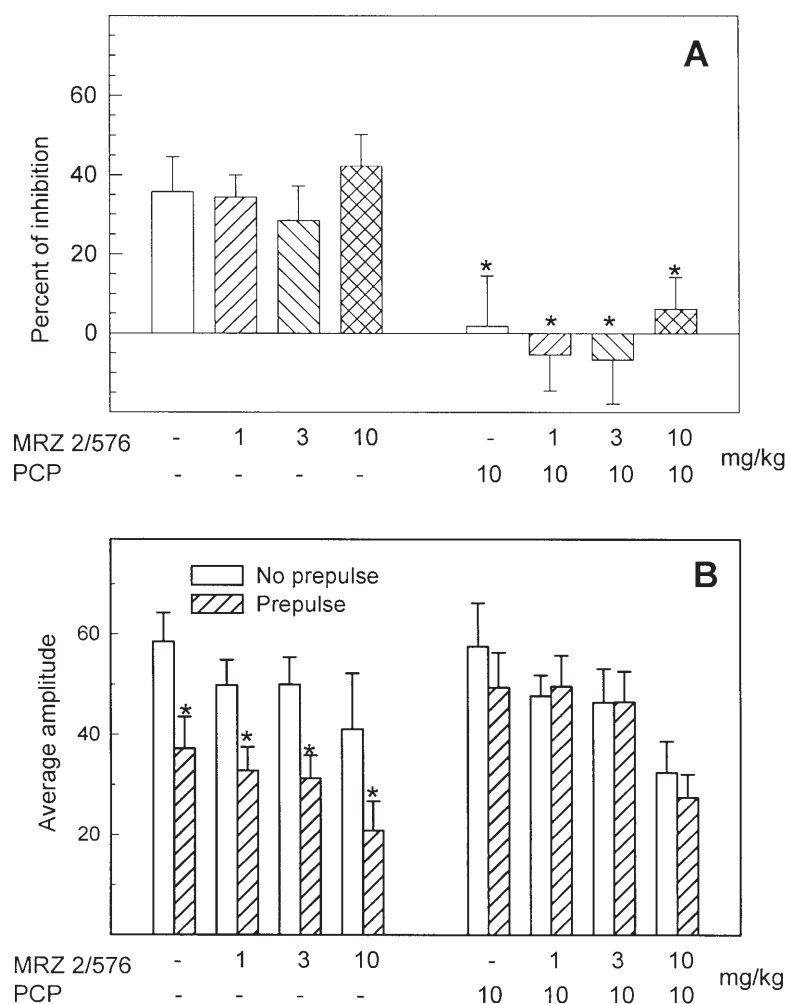 A
Percent of inhibition
60
40
20
0
* * * *
MRZ 2/576 - 1 3 10 - 1 3 10
PCP - - - - 10 10 10 10 mg/kg
B
No prepulse
Prepulse
Average amplitude
60
40
20
* * * *
MRZ 2/576 - 1 3 10 - 1 3 10
PCP - - - - 10 10 10 10 mg/kg